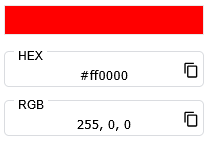 HEX
#ff0000
RGB
255, 0, 0